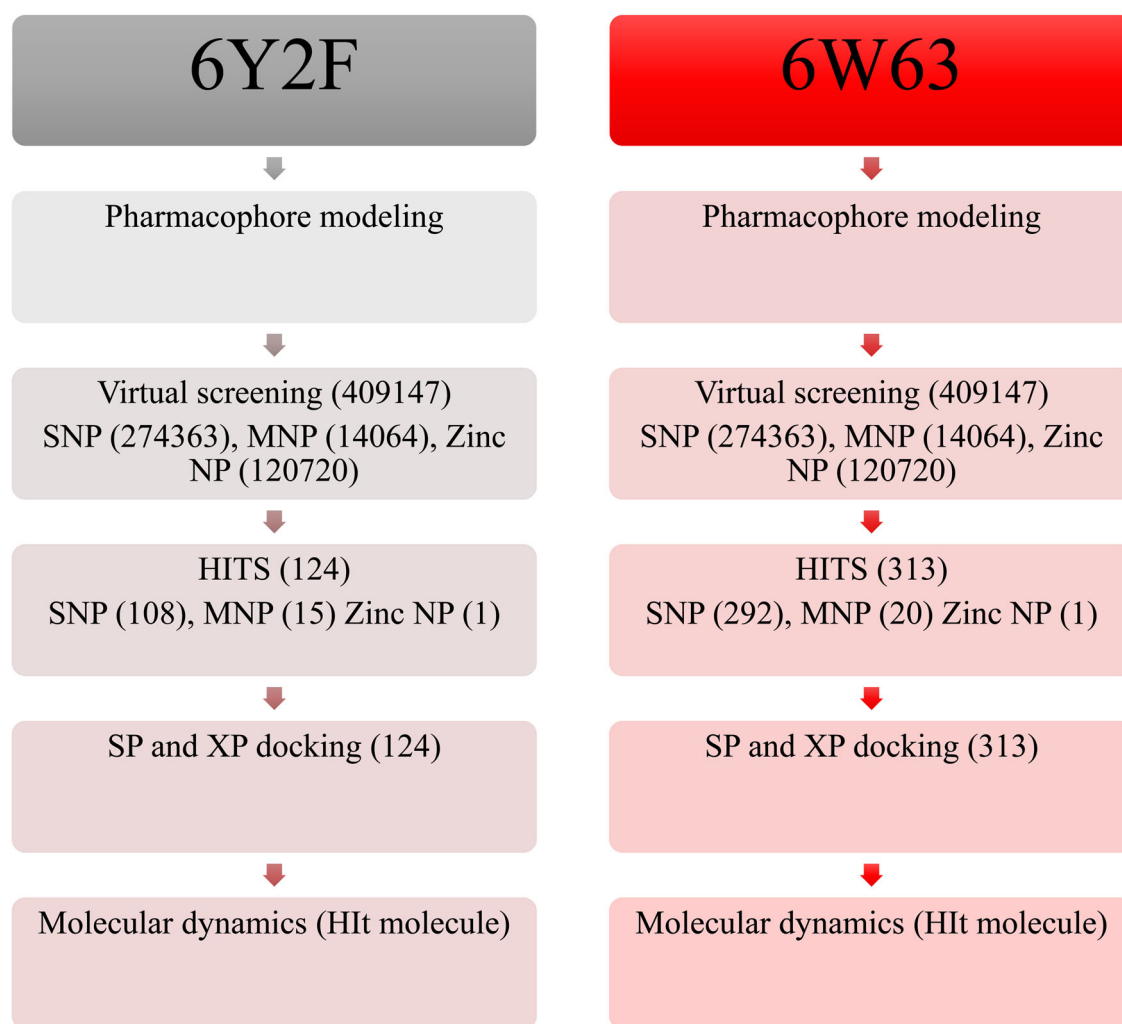 6Y2F
Pharmacophore modeling
Virtual screening (409147)
SNP (274363), MNP (14064), Zinc
NP (120720)
HITS (124)
SNP (108), MNP (15) Zinc NP (1)
SP and XP docking (124)
Molecular dynamics (HIt molecule)
6W63
Pharmacophore modeling
Virtual screening (409147)
SNP (274363), MNP (14064), Zinc
NP (120720)
HITS (313)
SNP (292), MNP (20) Zinc NP (1)
SP and XP docking (313)
Molecular dynamics (HIt molecule)